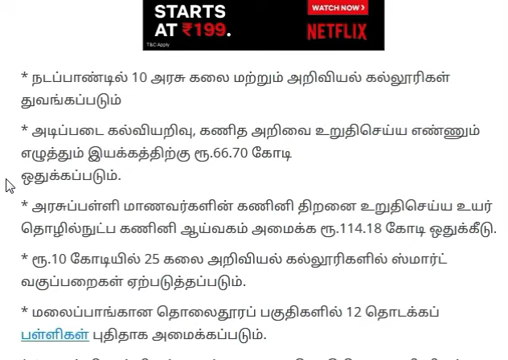 STARTS
AT ₹199.
T&C Apply
WATCH NOW >
NETFLIX
* நடப்பாண்டில் 10 அரசு கலை மற்றும் அறிவியல் கல்லூரிகள்
துவங்கப்படும்
* அடிப்படை கல்வியறிவு, கணித அறிவை உறுதிசெய்ய எண்ணும்
எழுத்தும் இயக்கத்திற்கு ரூ.66.70 கோடி
ஒதுக்கப்படும்.
* அரசுப்பள்ளி மாணவர்களின் கணினி திறனை உறுதிசெய்ய உயர்
தொழில்நுட்ப கணினி ஆய்வகம் அமைக்க ரூ.114.18 கோடி ஒதுக்கீடு.
* ரூ.10 கோடியில் 25 கலை அறிவியல் கல்லூரிகளில் ஸ்மார்ட்
வகுப்பறைகள் ஏற்படுத்தப்படும்.
* மலைப்பாங்கான தொலைதூரப் பகுதிகளில் 12 தொடக்கப்
பள்ளிகள் புதிதாக அமைக்கப்படும்.